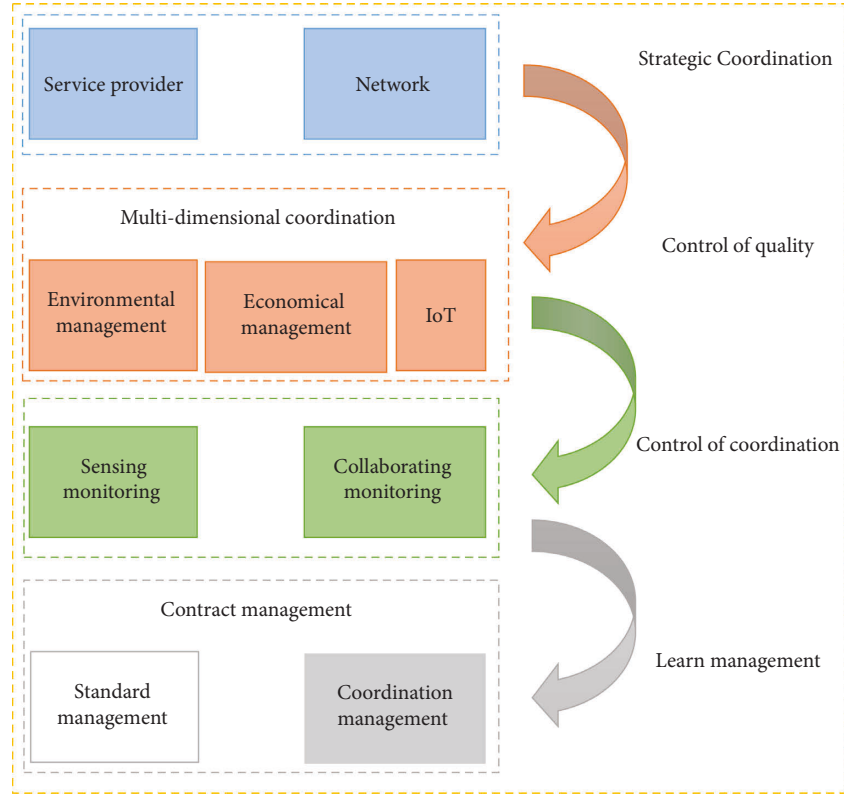 Strategic Coordination
Service provider
Network
Multi-dimensional coordination
Control of quality
Environmental
management
Economical
management
IoT
Control of coordination
Sensing
monitoring
Collaborating
monitoring
Contract management
Learn management
Standard
management
Coordination
management